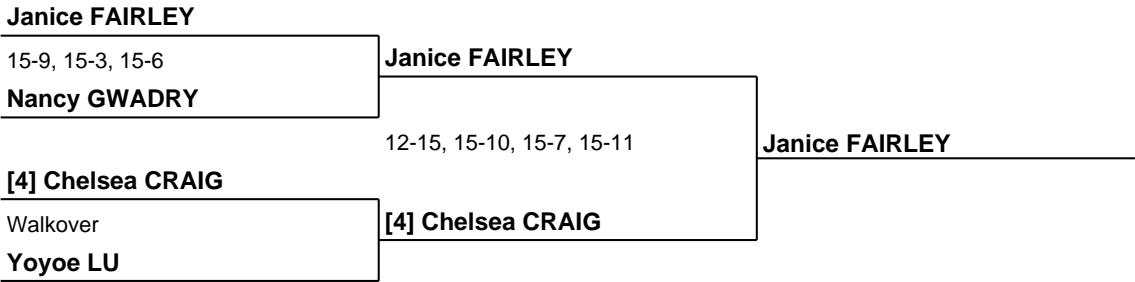 Janice FAIRLEY
15-9, 15-3, 15-6
Janice FAIRLEY
Nancy GWADRY
12-15, 15-10, 15-7, 15-11
Janice FAIRLEY
[4] Chelsea CRAIG
Walkover
[4] Chelsea CRAIG
Yoyoe LU